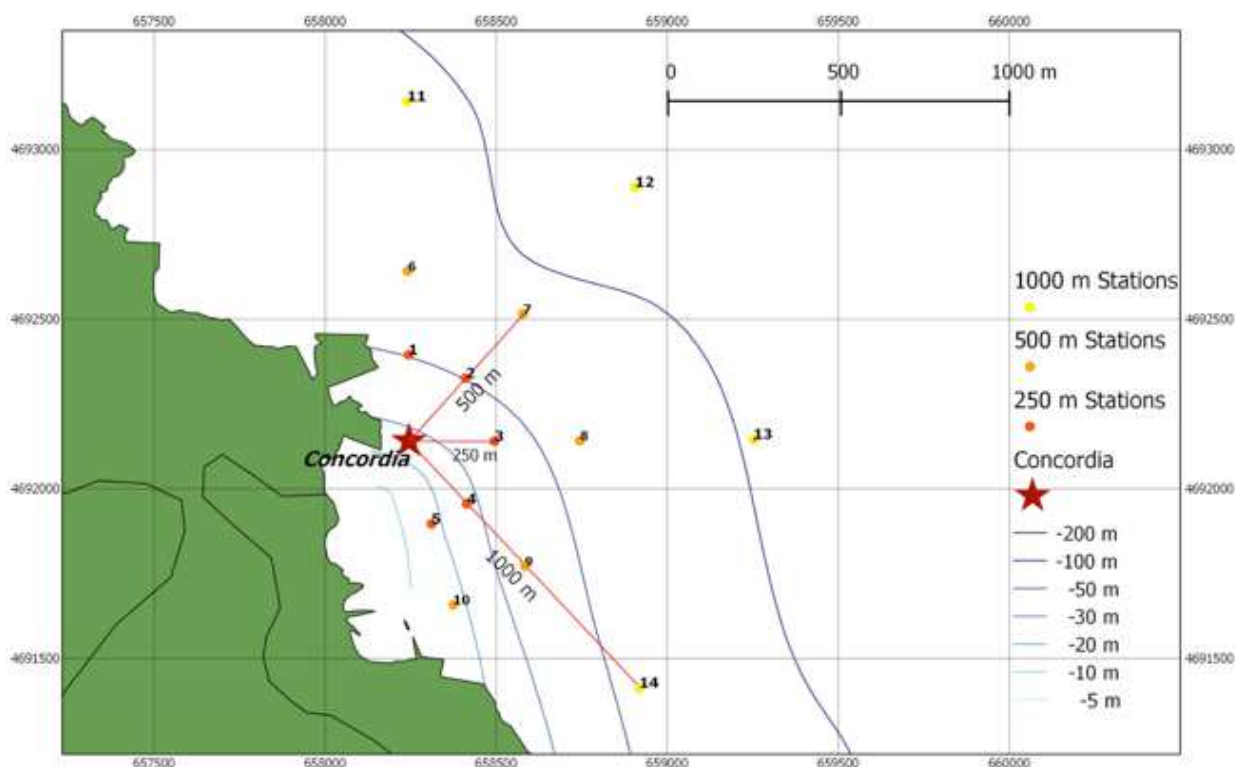 657500 658000 658500 659000 659500 660000
0 500 1000 m
11
4693000 4693000
12
6
1000 m Stations
7
4692500 4692500
500 m Stations
1
2
500 m
250 m Stations
3 8 13
250 m
Concordia
Concordia
4692000 4692000
4
5
-200 m
9
1000 m
-100 m
-50 m
10
-30 m
-20 m
4691500 4691500
-10 m
14
-5 m
657500 658000 658500 659000 659500 660000